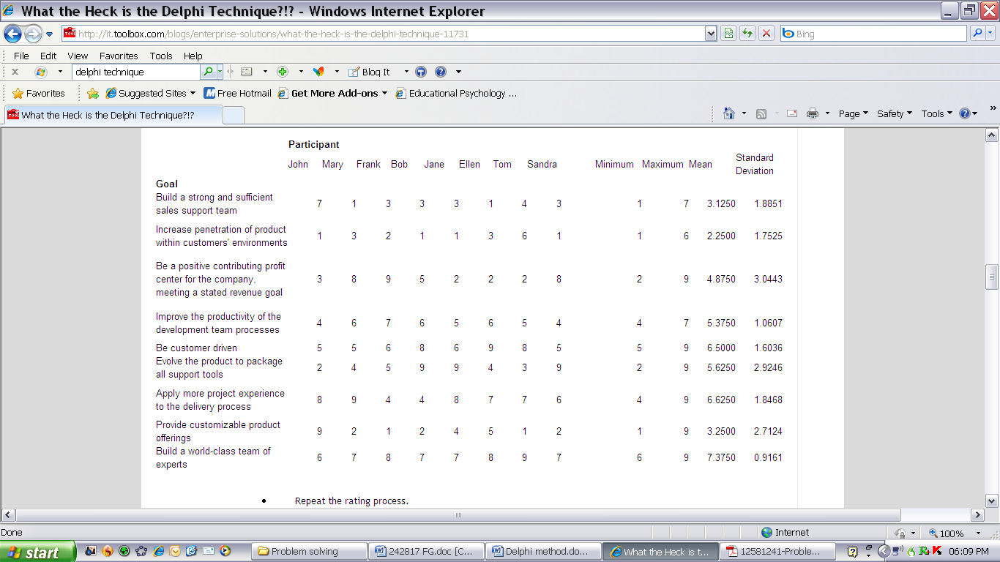 What the Heck is the Delphi Technique?!? - Windows Internet Explorer
http://it.toolbox.com/blogs/enterprise-solutions/what-the-heck-is-the-delphi-technique-11731
Bing
File Edit View Favorites Tools Help
x delphi technique Blog It
Favorites Suggested Sites Free Hotmail Get More Add-ons Educational Psychology ...
What the Heck is the Delphi Technique?!? Page Safety Tools »
Participant
John Mary Frank Bob Jane Ellen Tom Sandra Minimum Maximum Mean Standard
Deviation
Goal
Build a strong and sufficient
sales support team 7 1 3 3 3 1 4 3 1 7 3.1250 1.8851
Increase penetration of product
within customers' environments 1 3 2 1 1 3 6 1 1 6 2.2500 1.7525
Be a positive contributing profit
center for the company, 3 8 9 5 2 2 2 8 2 9 4.8750 3.0443
meeting a stated revenue goal
Improve the productivity of the
development team processes 4 6 7 6 5 6 5 4 4 7 5.3750 1.0607
Be customer driven 5 5 6 8 6 9 8 5 5 9 6.5000 1.6036
Evolve the product to package
all support tools 2 4 5 9 9 4 3 9 2 9 5.6250 2.9246
Apply more project experience
to the delivery process 8 9 4 4 8 7 7 6 4 9 6.6250 1.8468
Provide customizable product
offerings 9 2 1 2 4 5 1 2 1 9 3.2500 2.7124
Build a world-class team of
experts 6 7 8 7 7 8 9 7 6 9 7.3750 0.9161
• Repeat the rating process.
Done Internet 100%
start Problem solving 242817 FG.doc [C... Delphi method.do... What the Heck is t... 12581241-Proble... 06:09 PM